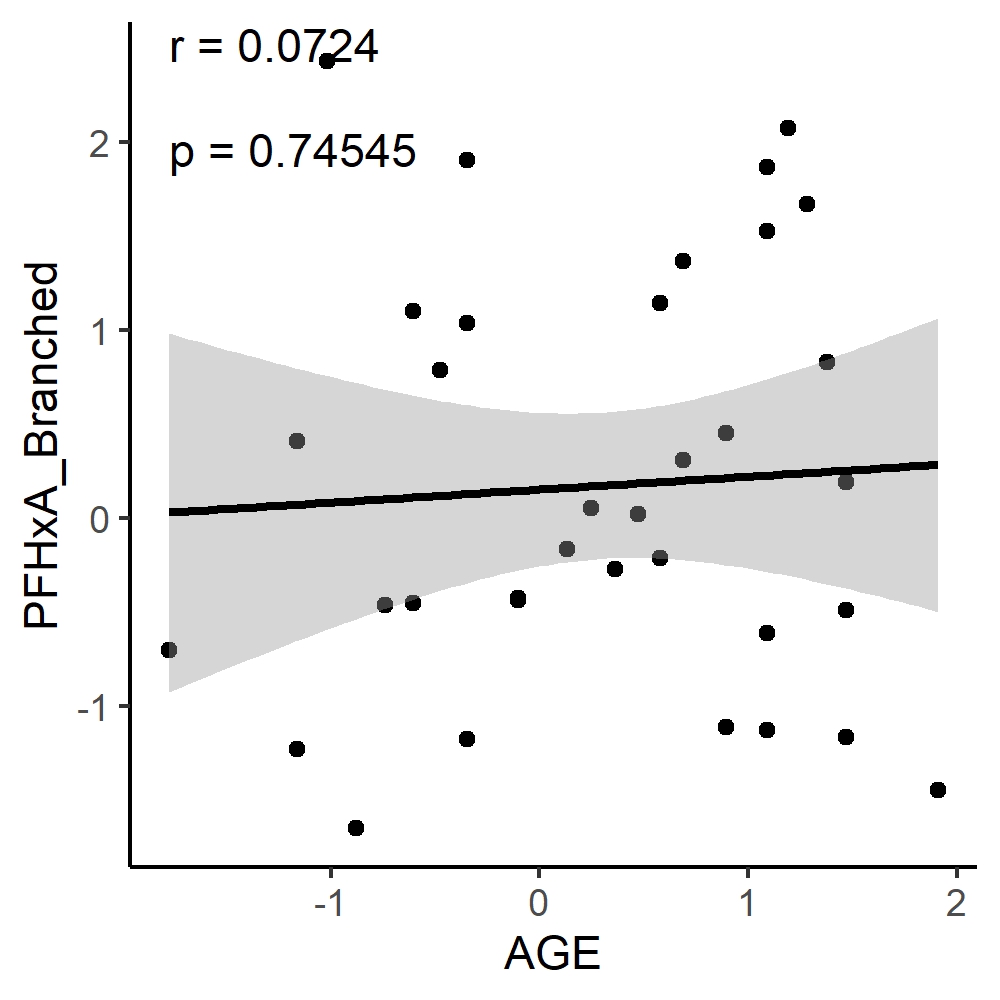 r = 0.0724
p = 0.74545
PFHxA_Branched
2
1
0
-1
-1
0
1
2
AGE